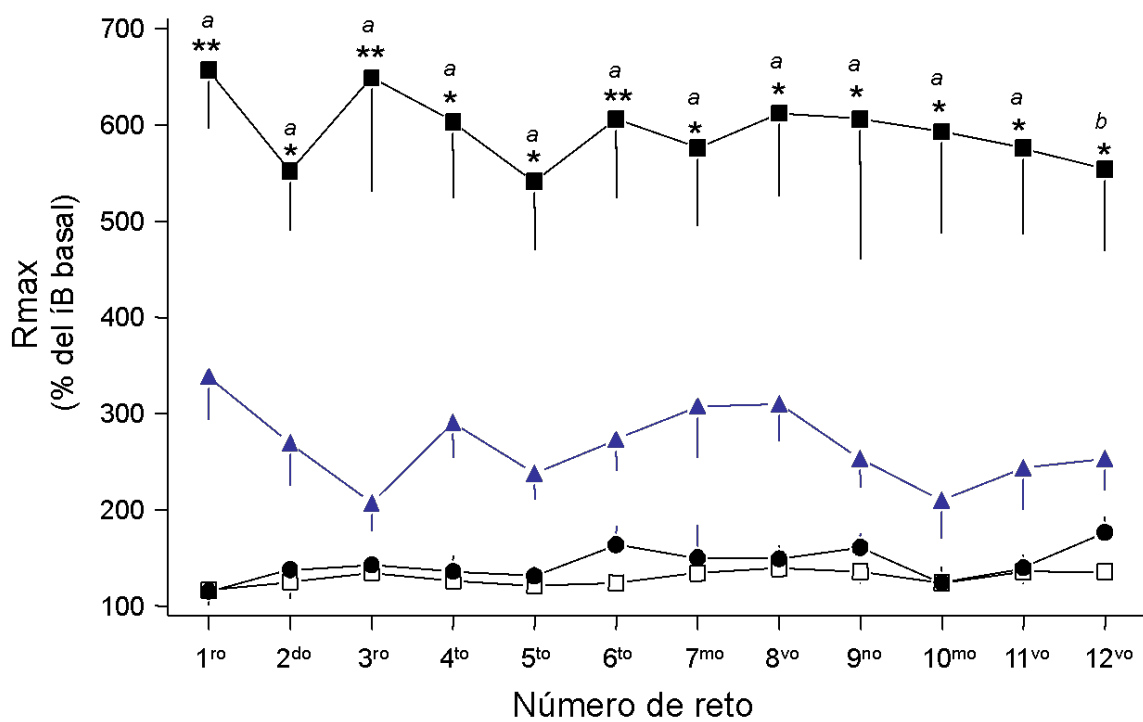 700
600
500
400
300
200
100
Rmax
(% del íB basal)
a a a a a a a a a a a b
** * ** * * ** * * * * * *
1ro 2do 3ro 4to 5to 6to 7mo 8vo 9no 10mo 11vo 12vo
Número de reto